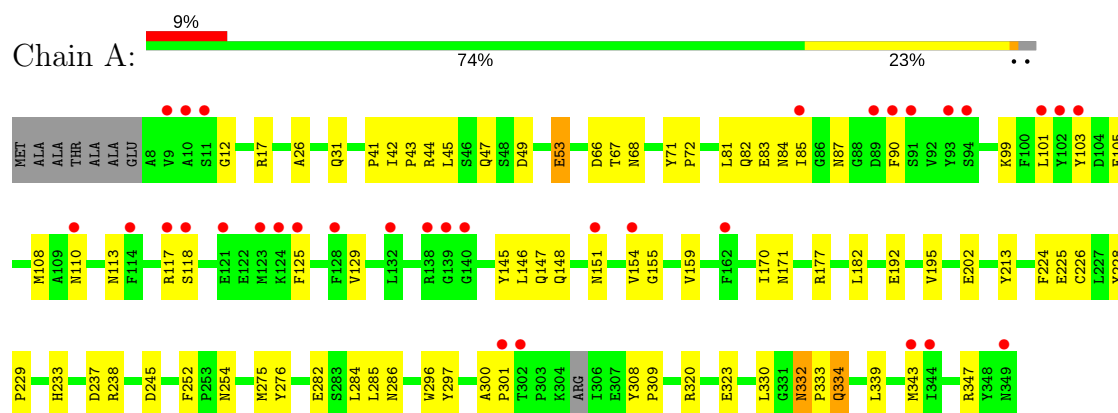 9%
Chain A:
74% 23% • •
MET ALA ALA THR ALA ALA GLU A8 V9 A10 S11 G12 R17 A26 Q31 P41 I42 P43 R44 L45 S46 Q47 S48 D49 E53 D66 T67 N68 Y71 P72 L81 Q82 E83 N84 I85 G86 N87 G88 D89 F90 S91 V92 Y93 S94 K99 F100 L101 Y102 Y103 D104 F105
M108 A109 N110 N113 F114 R117 S118 E121 E122 M123 K124 F125 F128 V129 L132 R138 G139 G140 Y145 L146 Q147 Q148 N151 V154 G155 V159 F162 I170 N171 R177 L182 E192 V195 E202 Y213 F224 E225 C226 L227 Y228
P229 H233 D237 R238 D245 F252 P253 N254 M275 Y276 E282 S283 L284 L285 N286 W296 Y297 A300 P301 T302 P303 K304 ARG I306 E307 Y308 P309 R320 E323 L330 G331 N332 P333 Q334 L339 M343 I344 R347 Y348 N349